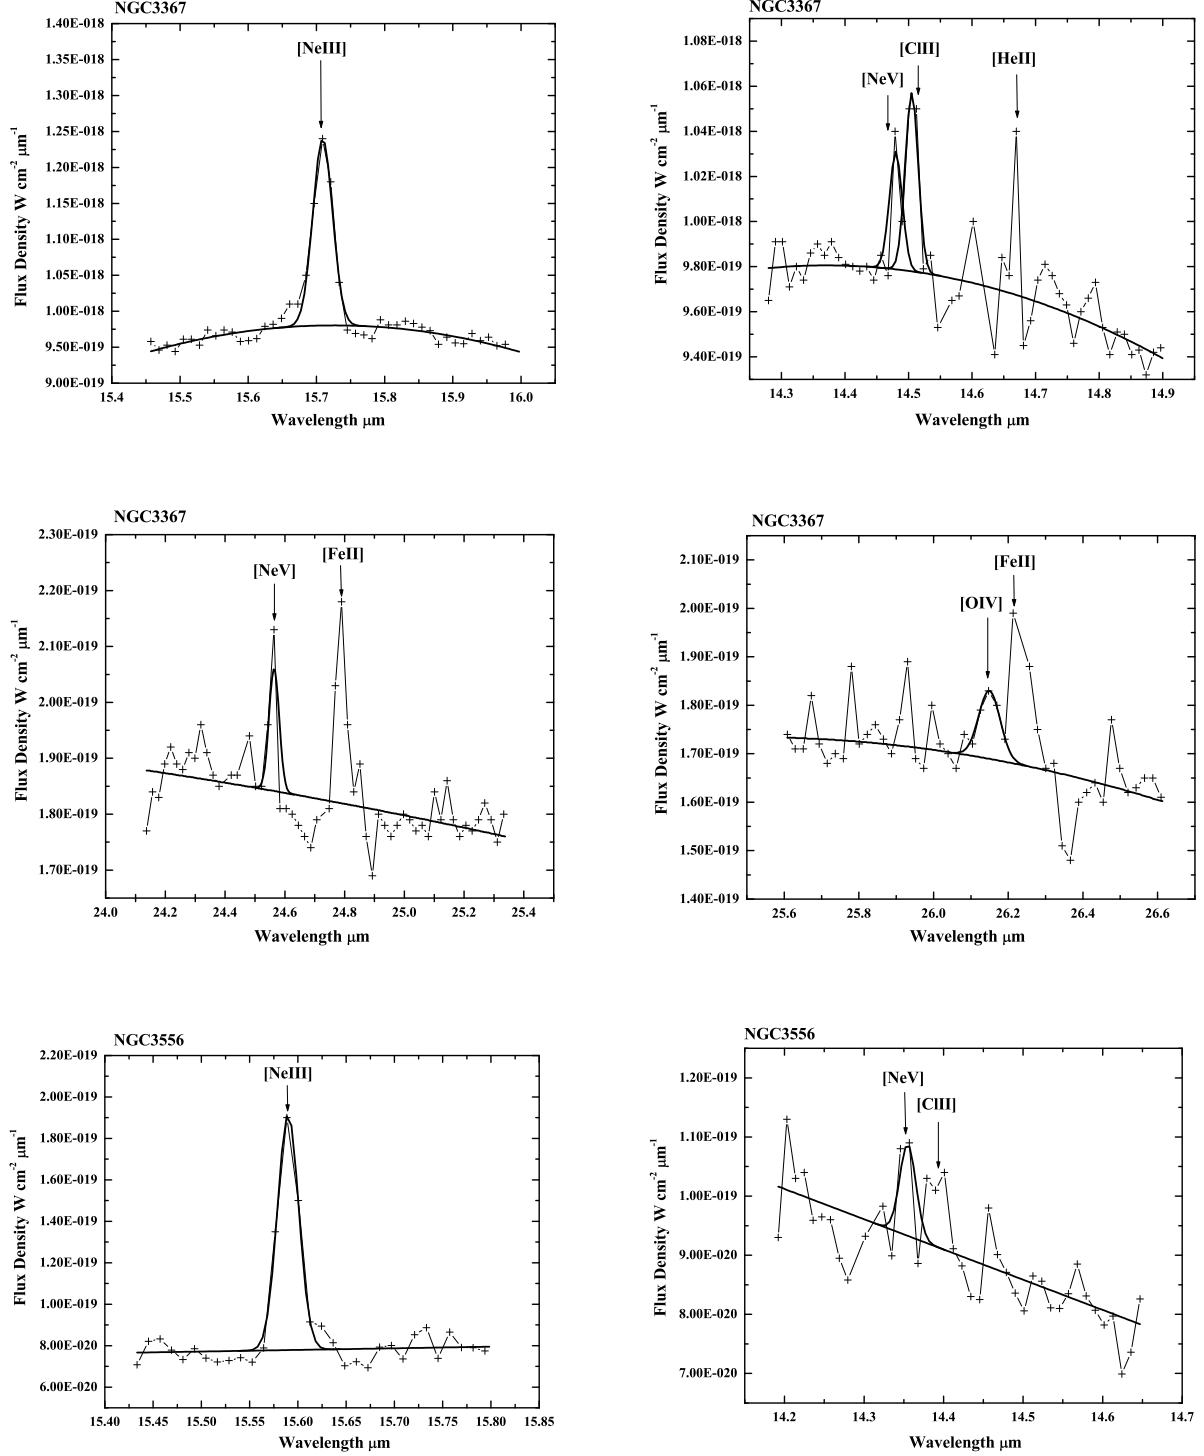 NGC3367
[NeIII]
1.40E-018
1.35E-018
1.30E-018
1.25E-018
1.20E-018
1.15E-018
1.10E-018
1.05E-018
1.00E-018
9.50E-019
9.00E-019
Flux Density W cm-2 μm-1
15.4 15.5 15.6 15.7 15.8 15.9 16.0
Wavelength μm
NGC3367
[ClII]
[NeV]
[HeII]
1.08E-018
1.06E-018
1.04E-018
1.02E-018
1.00E-018
9.80E-019
9.60E-019
9.40E-019
Flux Density W cm-2 μm-1
14.3 14.4 14.5 14.6 14.7 14.8 14.9
Wavelength μm
NGC3367
[FeII]
[NeV]
2.30E-019
2.20E-019
2.10E-019
2.00E-019
1.90E-019
1.80E-019
1.70E-019
Flux Density W cm-2 μm-1
24.0 24.2 24.4 24.6 24.8 25.0 25.2 25.4
Wavelength μm
NGC3367
[FeII]
[OIV]
2.10E-019
2.00E-019
1.90E-019
1.80E-019
1.70E-019
1.60E-019
1.50E-019
1.40E-019
Flux Density W cm-2 μm-1
25.6 25.8 26.0 26.2 26.4 26.6
Wavelength μm
NGC3556
[NeIII]
2.20E-019
2.00E-019
1.80E-019
1.60E-019
1.40E-019
1.20E-019
1.00E-019
8.00E-020
6.00E-020
Flux Density W cm-2 μm-1
15.40 15.45 15.50 15.55 15.60 15.65 15.70 15.75 15.80 15.85
Wavelength μm
NGC3556
[NeV]
[ClII]
1.20E-019
1.10E-019
1.00E-019
9.00E-020
8.00E-020
7.00E-020
Flux Density W cm-2 μm-1
14.2 14.3 14.4 14.5 14.6 14.7
Wavelength μm